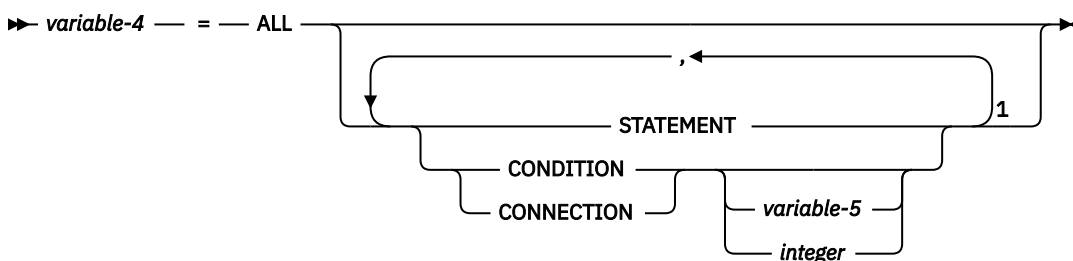 variable-4 = ALL
,
1
STATEMENT
CONDITION
CONNECTION
variable-5
integer